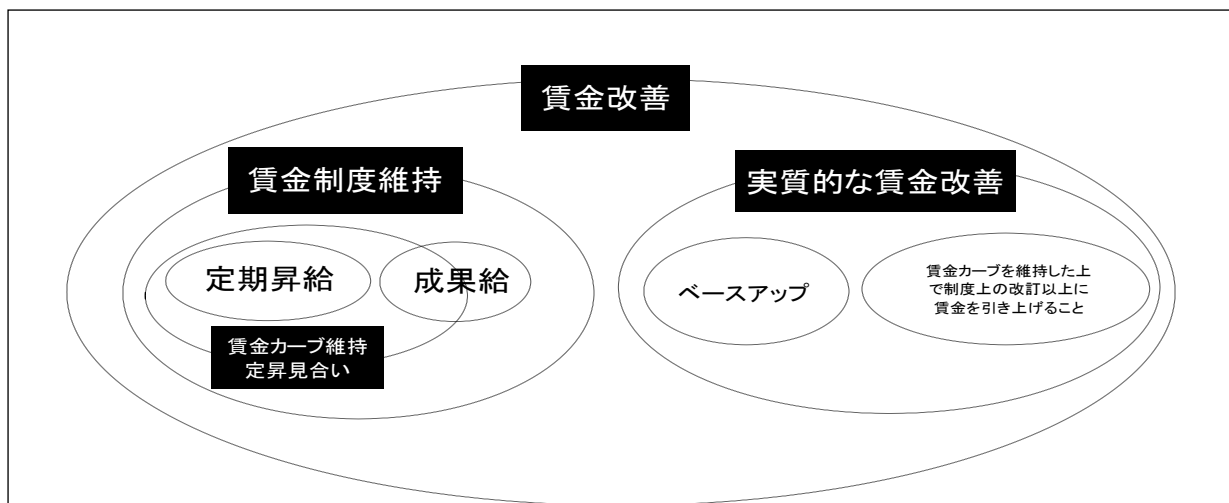 賃金改善
賃金制度維持
実質的な賃金改善
定期昇給
成果給
賃金カーブ維持
定昇見合い
ベースアップ
賃金カーブを維持した上
で制度上の改訂以上に
賃金を引き上げること